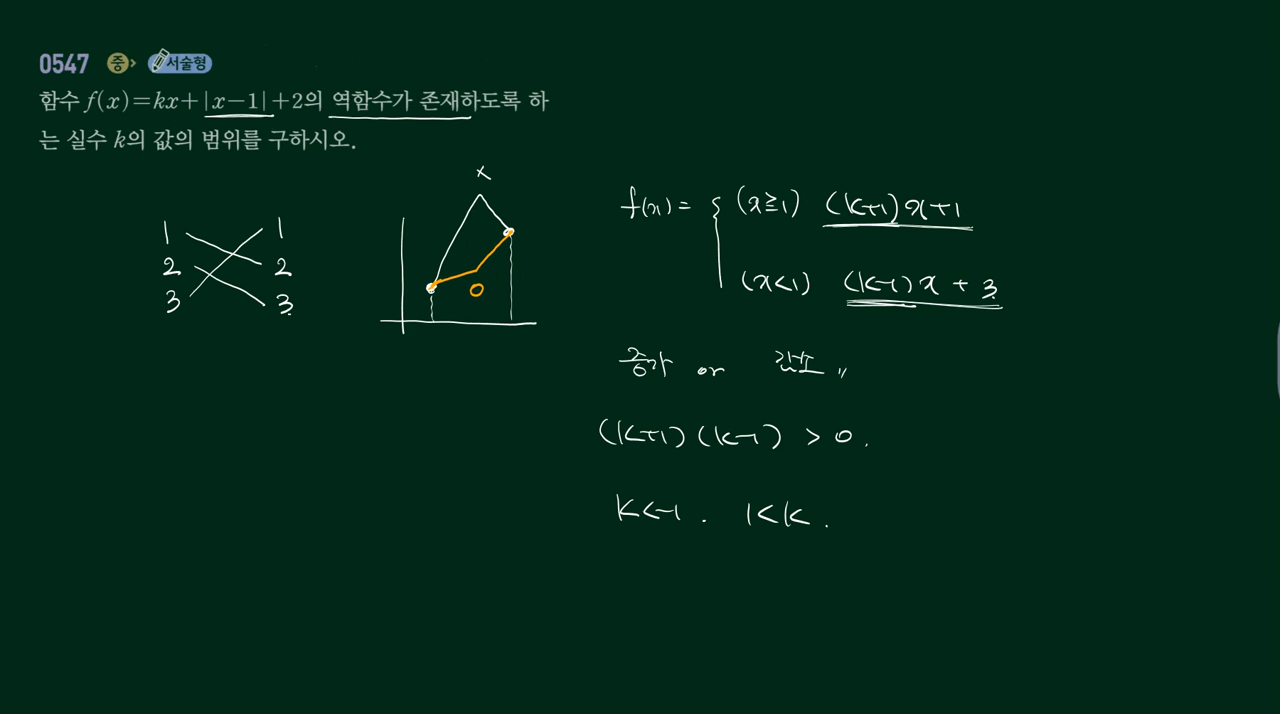 0547 중 서술형
함수 f(x)=kx+|x-1|+2의 역함수가 존재하도록 하
는 실수 k의 값의 범위를 구하시오.
1 1
2 2
3 3
x
o
f(x) = { (x≧1) (k+1)x+1
(x<1) (k-1)x + 3
증가 or 감소 〃
(k+1)(k-1) > 0.
k<-1. 1<k.